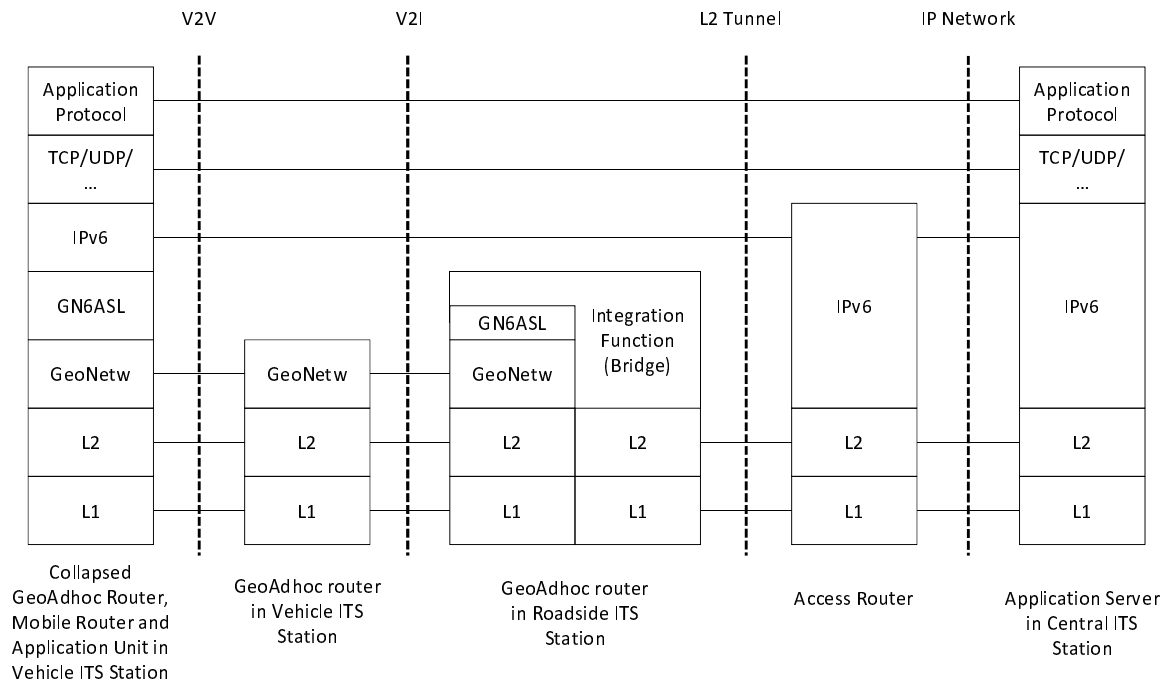 V2V
V2I
L2 Tunnel
IP Network
Application
Protocol
TCP/UDP/
...
IPv6
GN6ASL
GeoNetw
L2
L1
GeoNetw
L2
L1
GN6ASL
GeoNetw
L2
L1
Integration
Function
(Bridge)
L2
L1
IPv6
L2
L1
Application
Protocol
TCP/UDP/
...
IPv6
L2
L1
Collapsed
GeoAdhoc Router,
Mobile Router and
Application Unit in
Vehicle ITS Station
GeoAdhoc router
in Vehicle ITS
Station
GeoAdhoc router
in Roadside ITS
Station
Access Router
Application Server
in Central ITS
Station